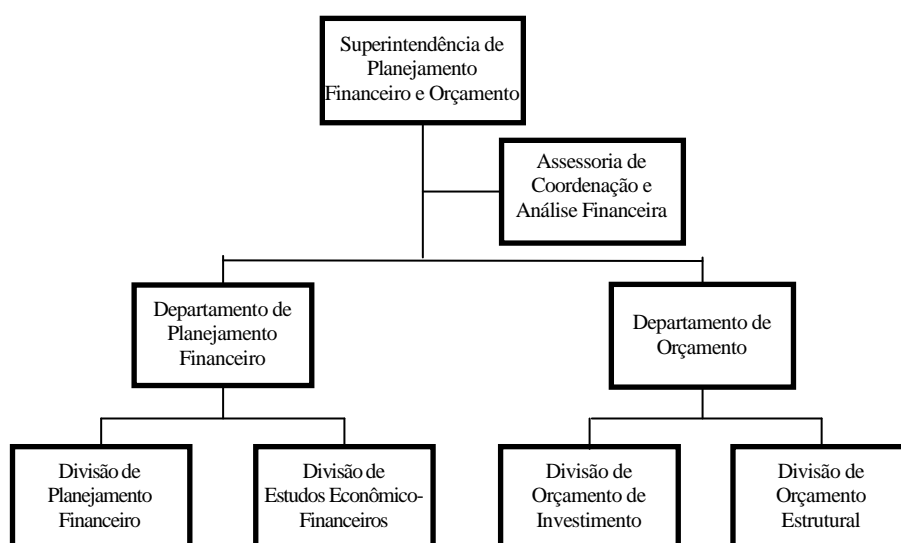 Superintendência de
Planejamento
Financeiro e Orçamento
Assessoria de
Coordenação e
Análise Financeira
Departamento de
Planejamento
Financeiro
Departamento de
Orçamento
Divisão de
Planejamento
Financeiro
Divisão de
Estudos Econômico-
Financeiros
Divisão de
Orçamento de
Investimento
Divisão de
Orçamento
Estrutural